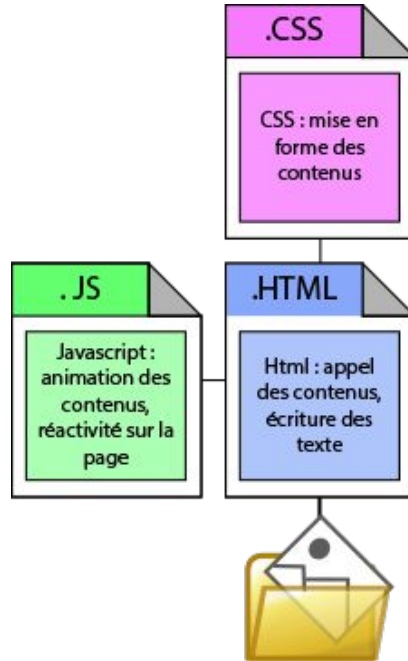 .CSS
CSS : mise en
forme des
contenus
. JS
Javascript :
animation des
contenus,
réactivité sur la
page
.HTML
Html : appel
des contenus,
écriture des
texte